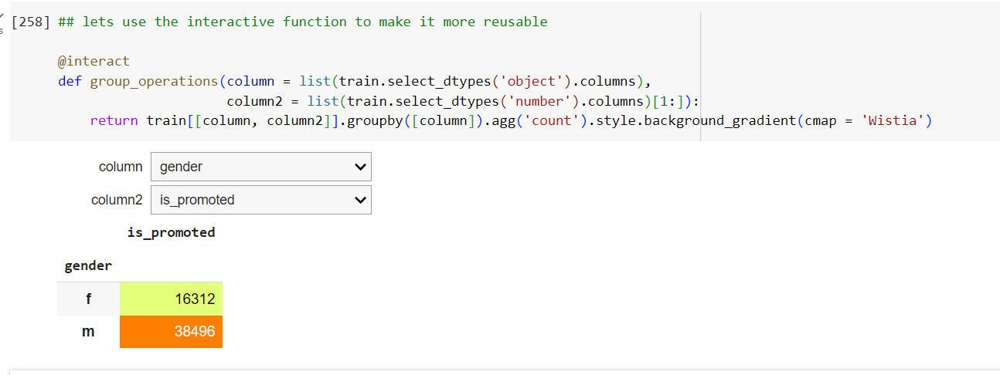 [258] ## lets use the interactive function to make it more reusable
@interact
def group_operations(column = list(train.select_dtypes('object').columns),
column2 = list(train.select_dtypes('number').columns)[1:]):
return train[[column, column2]].groupby([column]).agg('count').style.background_gradient(cmap = 'Wistia')
column gender
column2 is_promoted
is_promoted
gender
f 16312
m 38496